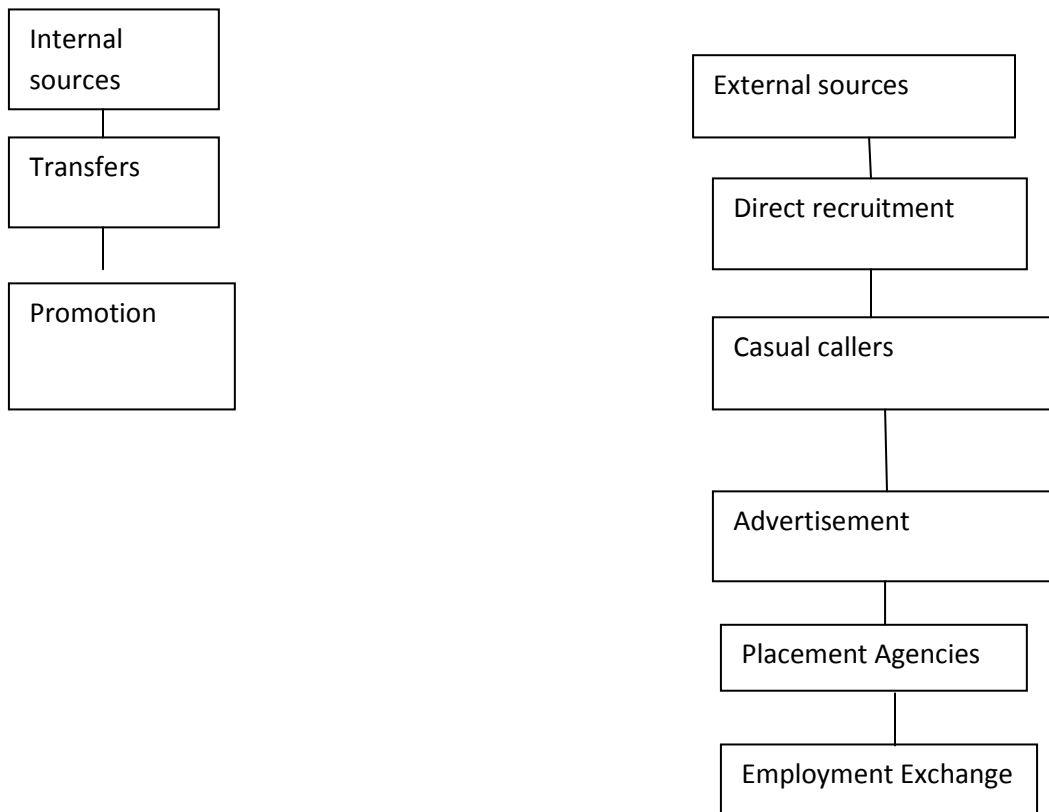 Internal
sources
Transfers
Promotion
External sources
Direct recruitment
Casual callers
Advertisement
Placement Agencies
Employment Exchange